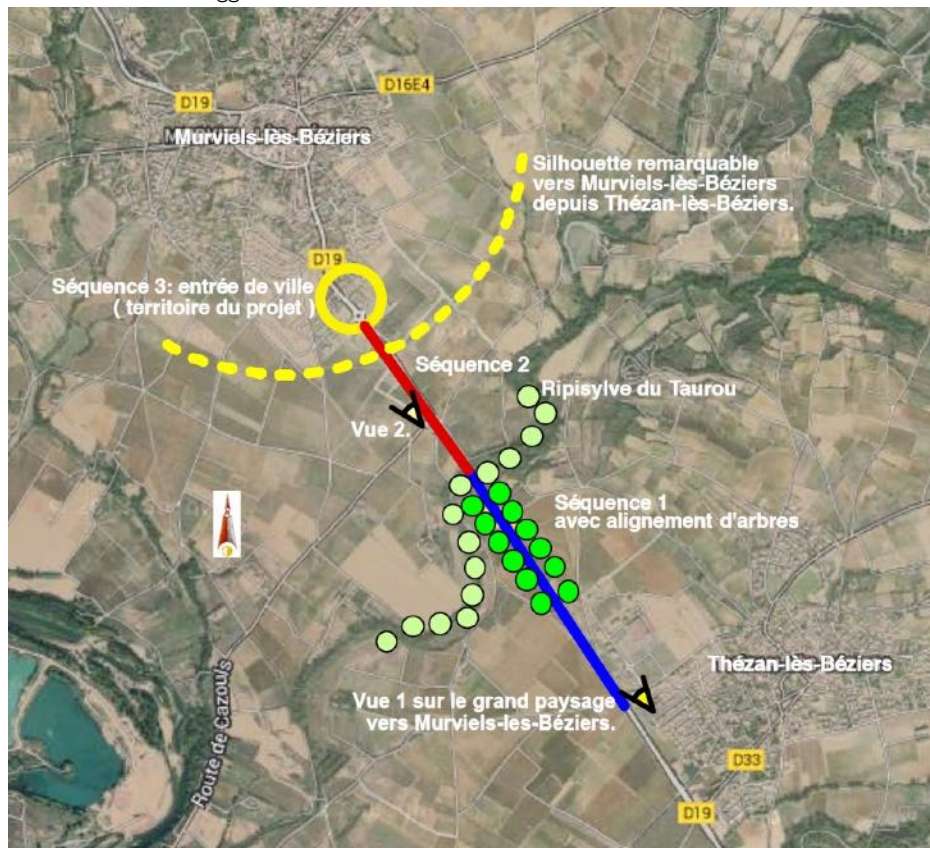 D16E4
D19
Murviels-lès-Béziers
Silhouette remarquable
vers Murviels-lès-Béziers
depuis Thézan-lès-Béziers.
D19
Séquence 3: entrée de ville
( territoire du projet )
Séquence 2
Ripisylve du Taurou
Vue 2.
Séquence 1
avec alignement d'arbres
Thézan-lès-Béziers
Vue 1 sur le grand paysage
vers Murviels-les-Béziers.
Route de Cazouls
D33
D19